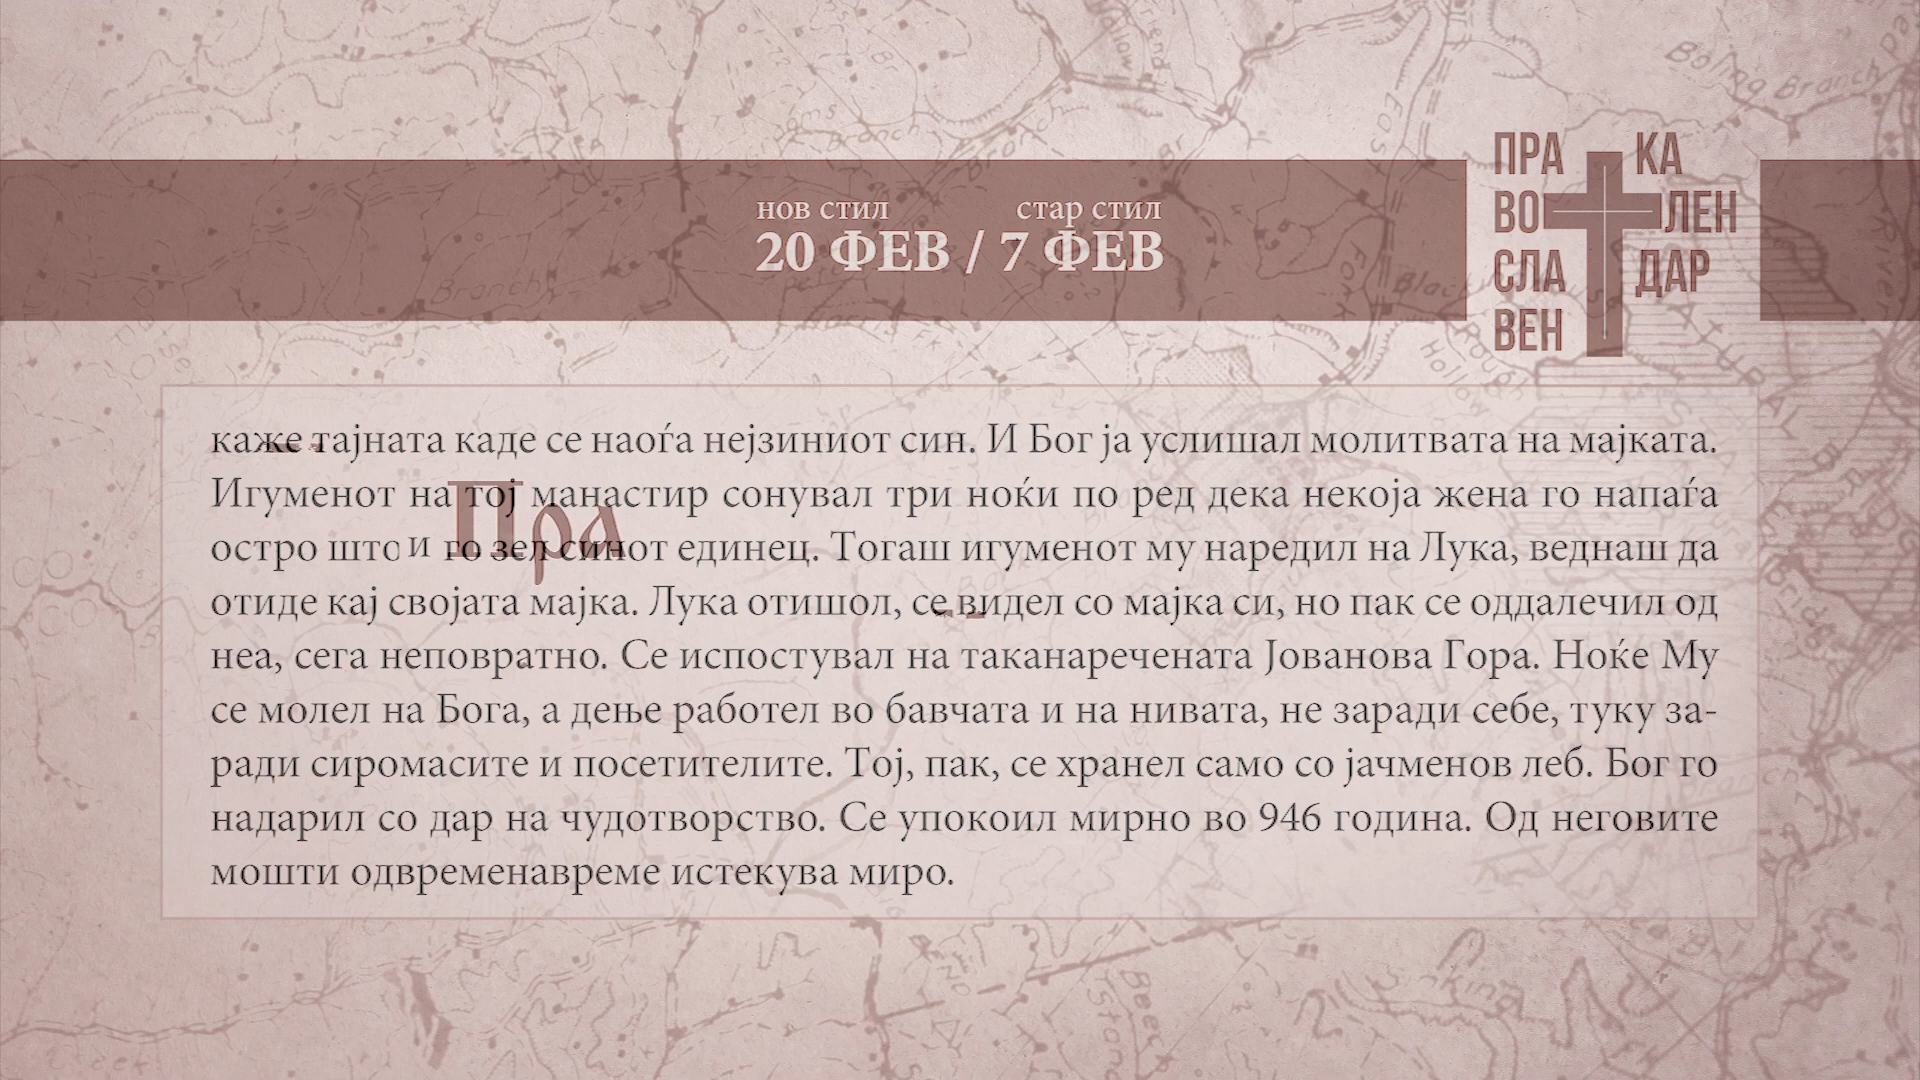 нов стил стар стил
20 ФЕВ / 7 ФЕВ
ПРА КА
ВО ЛЕН
СЛА ДАР
ВЕН
каже тајната каде се наоѓа нејзиниот син. И Бог ја услишал молитвата на мајката.
Игуменот на тој манастир сонувал три ноќи по ред дека некоја жена го напаѓа
остро што и го зел синот единец. Тогаш игуменот му наредил на Лука, веднаш да
отиде кај својата мајка. Лука отишол, се видел со мајка си, но пак се оддалечил од
неа, сега неповратно. Се испостувал на таканаречената Јованова Гора. Ноќе Му
се молел на Бога, а дење работел во бавчата и на нивата, не заради себе, туку за-
ради сиромасите и посетителите. Тој, пак, се хранел само со јачменов леб. Бог го
надарил со дар на чудотворство. Се упокоил мирно во 946 година. Од неговите
мошти одвременавреме истекува миро.
Пра